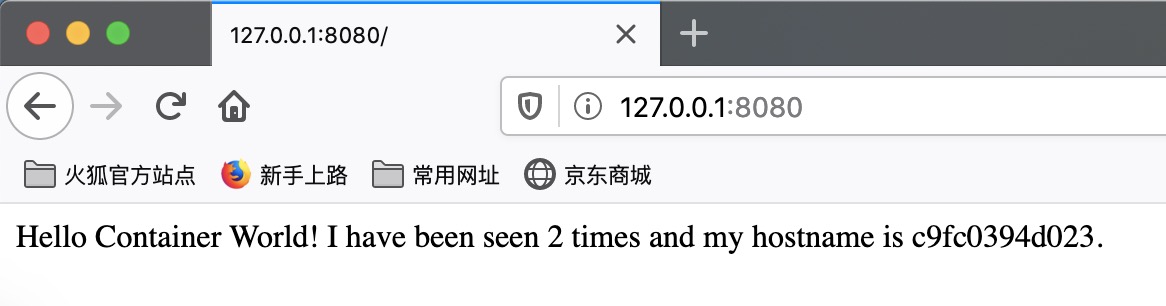 127.0.0.1:8080/
127.0.0.1:8080
火狐官方站点 新手上路 常用网址 京东商城
Hello Container World! I have been seen 2 times and my hostname is c9fc0394d023.